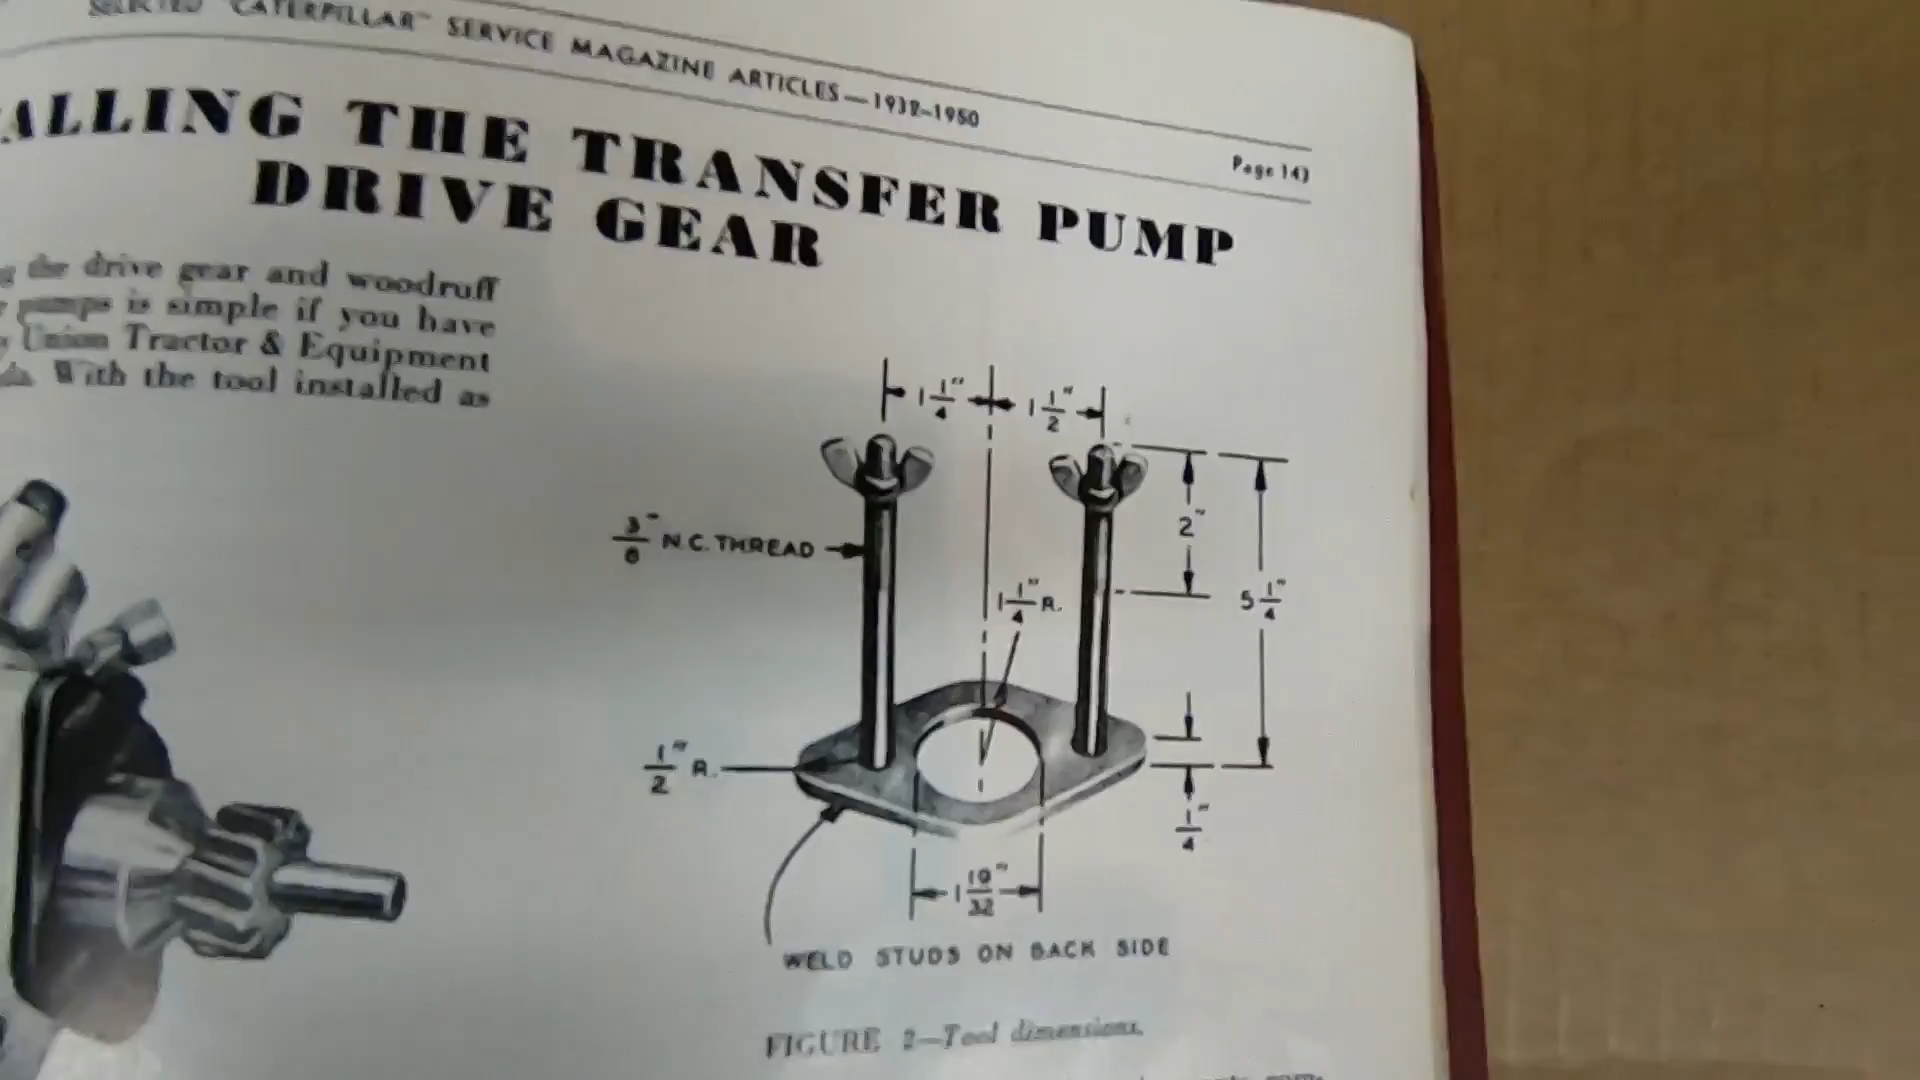 SELECTED "CATERPILLAR" SERVICE MAGAZINE ARTICLES—1932–1950
Page 143
ALLING THE TRANSFER PUMP
DRIVE GEAR
the drive gear and woodruff
pumps is simple if you have
Union Tractor & Equipment
With the tool installed as
1 1/4" 1 1/2"
3/8" N.C. THREAD
2"
1 1/4" R.
5 1/4"
1/2" R.
1/4"
1 19/32"
WELD STUDS ON BACK SIDE
FIGURE 2—Tool dimensions.